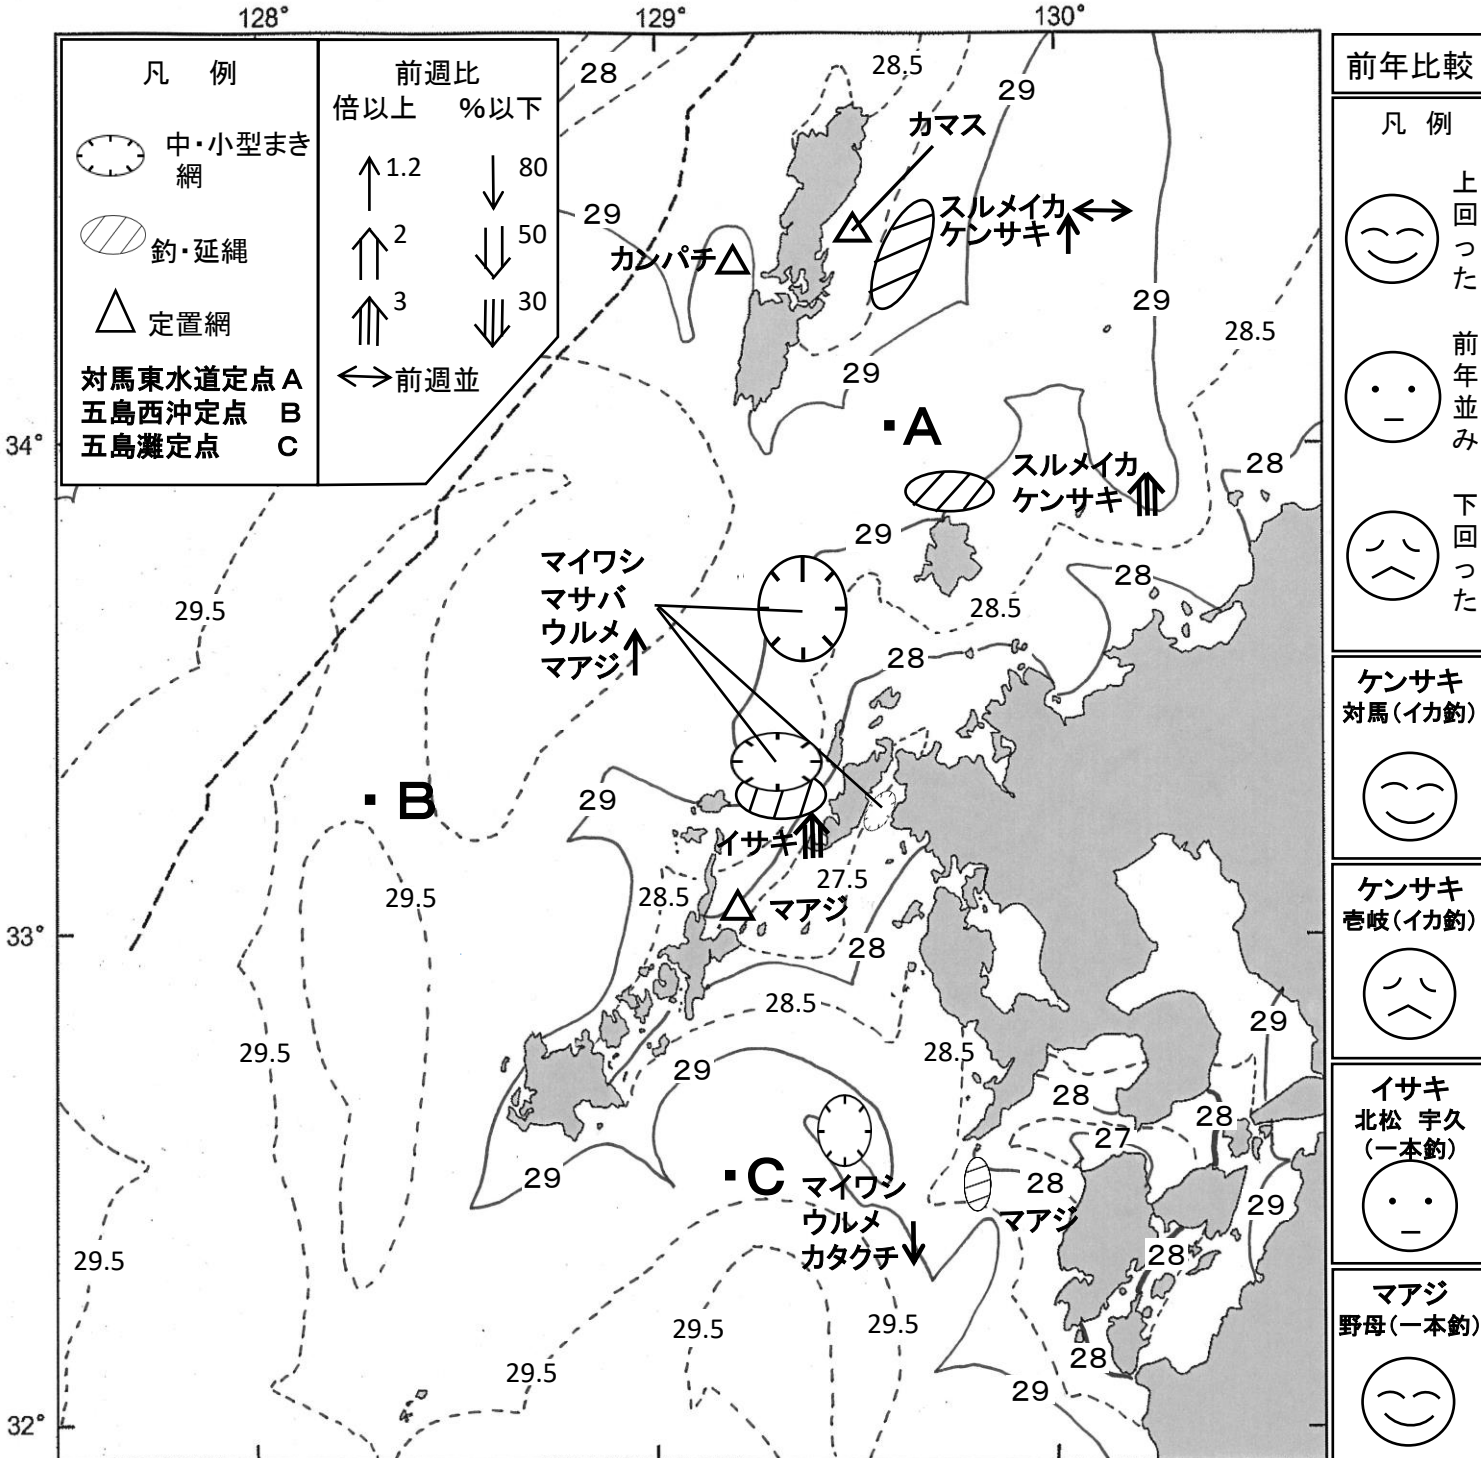 128°
129°
130°
34°
33°
32°
凡 例
中・小型まき
網
釣・延縄
定置網
対馬東水道定点 A
五島西沖定点 B
五島灘定点 C
前週比
倍以上 %以下
1.2 80
2 50
3 30
前週並
28
28.5
29
カマス
スルメイカ
ケンサキ
29
カンパチ
29
28.5
29
A
スルメイカ
ケンサキ
28
29
28
28.5
28
マイワシ
マサバ
ウルメ
マアジ
29.5
B
29
イサキ
27.5
28.5
マアジ
29.5
28
28.5
29.5
29
28.5
29
28
28
27
28
29
C
マイワシ
ウルメ
カタクチ
マアジ
29
28
29.5
29.5
29.5
29.5
28
29
前年比較
凡 例
上回った
前年並み
下回った
ケンサキ
対馬(イカ釣)
ケンサキ
壱岐(イカ釣)
イサキ
北松 宇久
(一本釣)
マアジ
野母(一本釣)